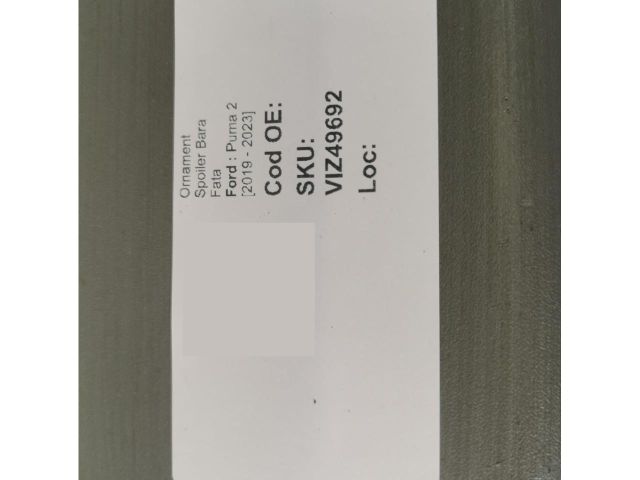 Ornament
Spoiler Bara
Fata
Ford : Puma 2
[2019 - 2023]
Cod OE:
SKU:
VIZ49692
Loc: